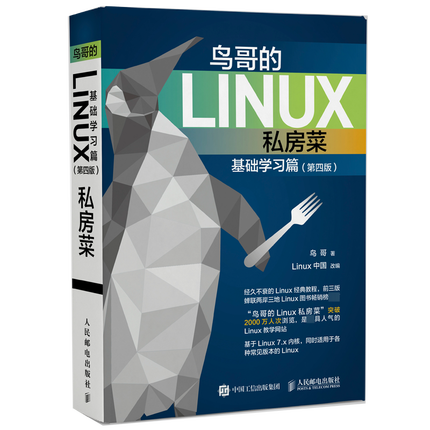 鸟哥的
LINUX
私房菜
基础学习篇（第四版）
鸟哥 著
Linux 中国 改编
经久不衰的 Linux 经典教程，前三版
蝉联两岸三地 Linux 图书畅销榜
“鸟哥的 Linux 私房菜”突破
2000 万人次浏览，是 具人气的
Linux 教学网站
基于 Linux 7.x 内核，同时适用于各
种常见版本的 Linux
中国工信出版集团
人民邮电出版社
POSTS & TELECOM PRESS
鸟哥的
LINUX
基础学习篇
（第四版）
私房菜
人民邮电出版社